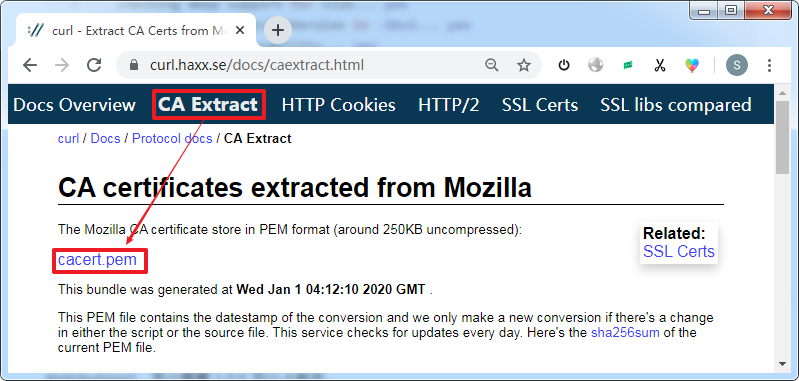 curl - Extract CA Certs from M
curl.haxx.se/docs/caextract.html
S
Docs Overview CA Extract HTTP Cookies HTTP/2 SSL Certs SSL libs compared
curl / Docs / Protocol docs / CA Extract
CA certificates extracted from Mozilla
The Mozilla CA certificate store in PEM format (around 250KB uncompressed):
Related:
SSL Certs
cacert.pem
This bundle was generated at Wed Jan 1 04:12:10 2020 GMT .
This PEM file contains the datestamp of the conversion and we only make a new conversion if there's a change
in either the script or the source file. This service checks for updates every day. Here's the sha256sum of the
current PEM file.